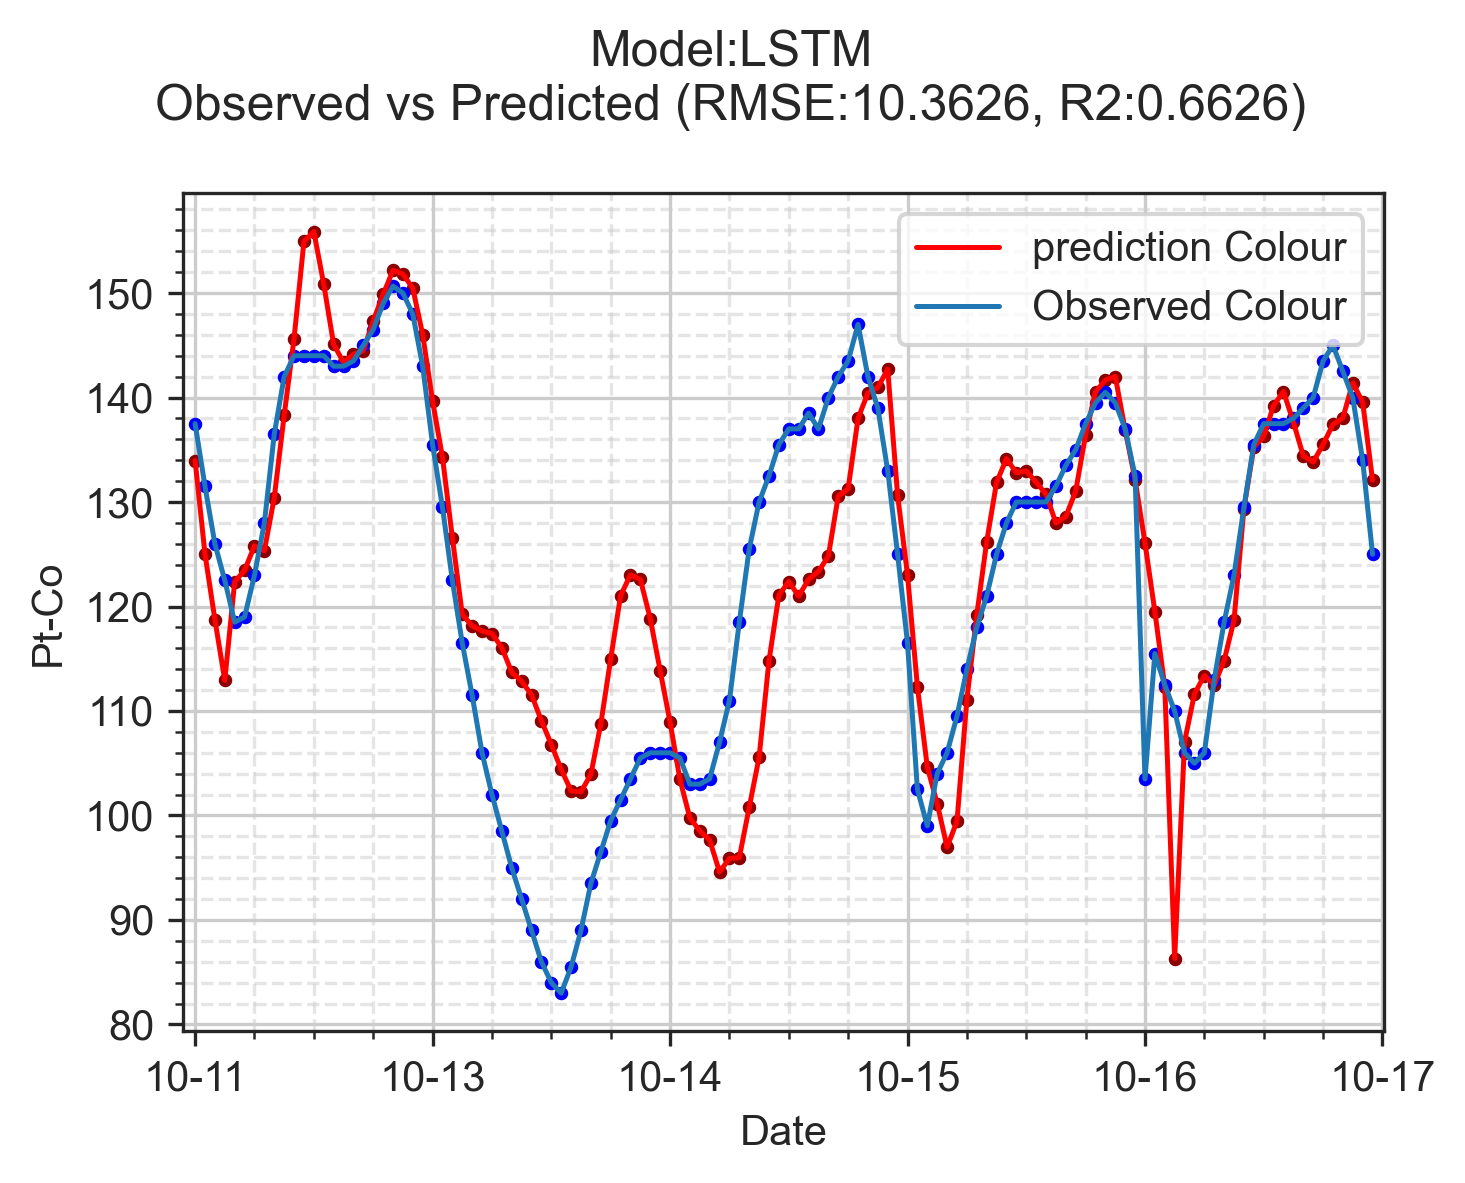 Model:LSTM
Observed vs Predicted (RMSE:10.3626, R2:0.6626)
prediction Colour
Observed Colour
150
140
130
120
110
100
90
80
Pt-Co
10-11 10-13 10-14 10-15 10-16 10-17
Date